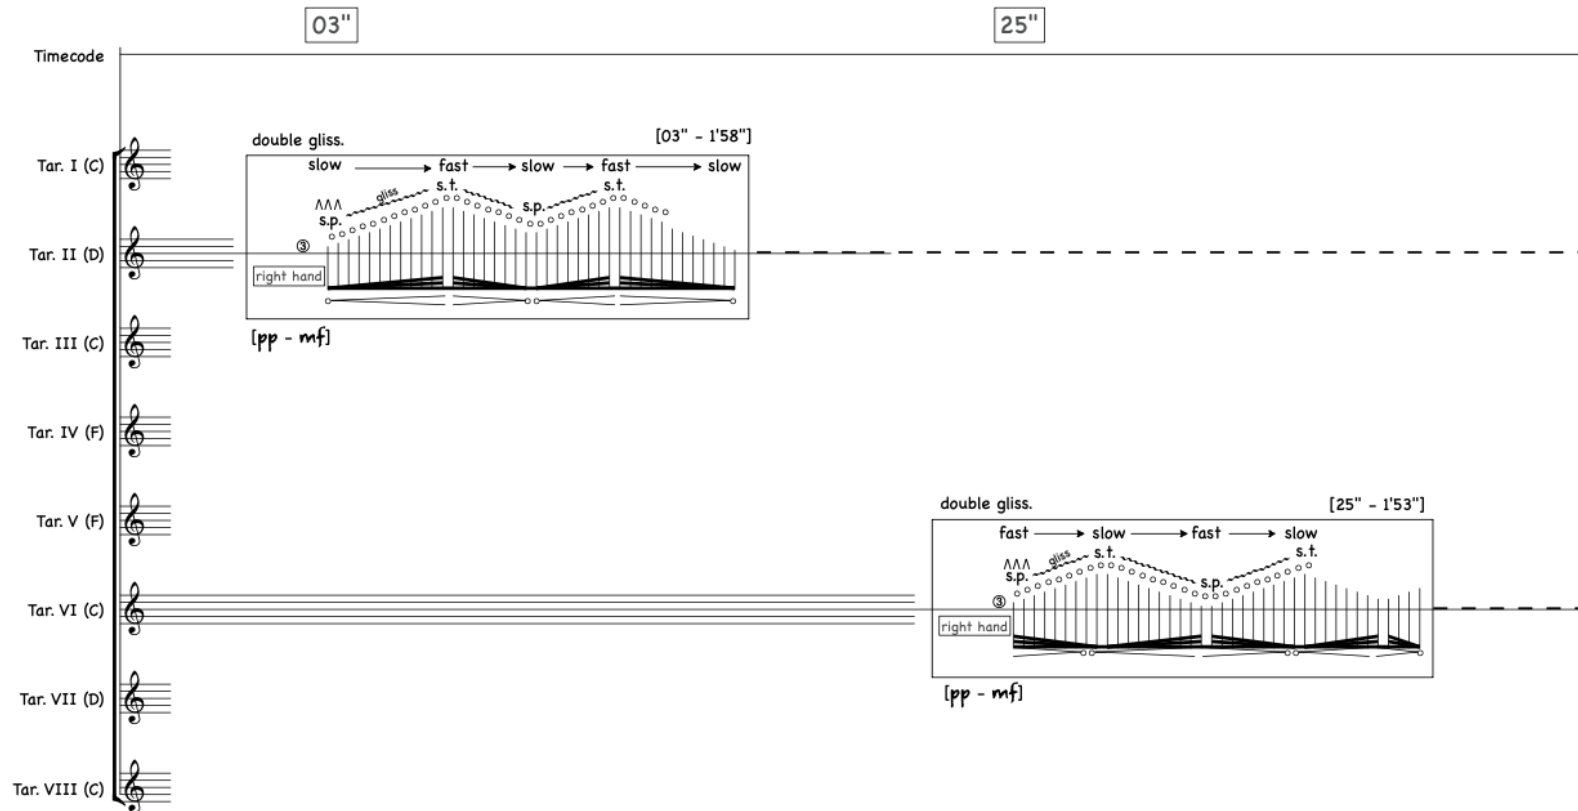 03" 25"
Timecode
Tar. I (C)
double gliss. [03" - 1'58"]
slow fast slow fast slow
gliss s.t. s.t.
s.p. s.p.
Tar. II (D) ③
right hand
[pp - mf]
Tar. III (C)
Tar. IV (F)
Tar. V (F)
double gliss. [25" - 1'53"]
fast slow fast slow
gliss s.t. s.t.
s.p. s.p.
Tar. VI (C) ③
right hand
[pp - mf]
Tar. VII (D)
Tar. VIII (C)